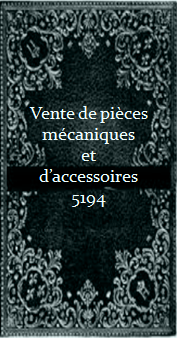 Vente de pièces
mécaniques
et
d'accessoires
5194